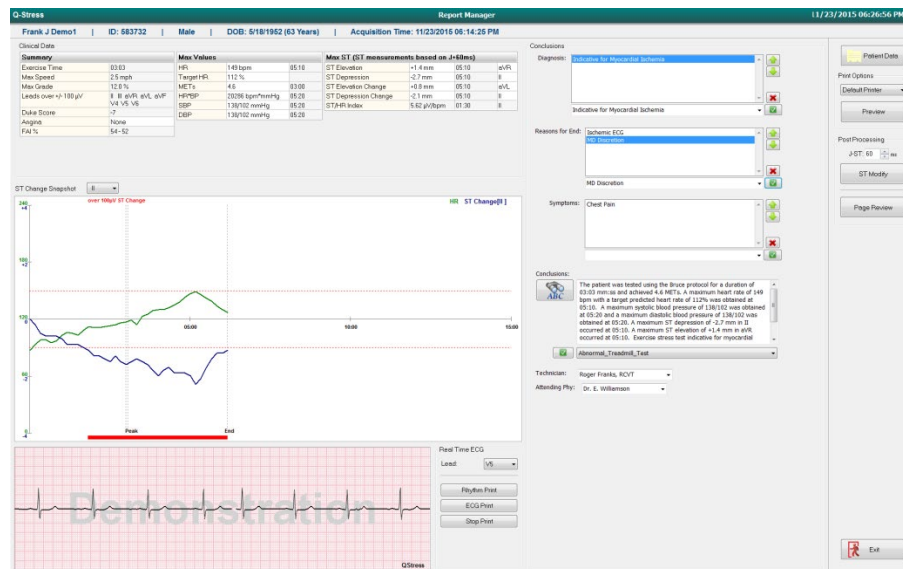 Q-Stress Report Manager 11/23/2015 06:26:56 PM
Frank J Demo1 | ID: 583732 | Male | DOB: 5/18/1952 (63 Years) | Acquisition Time: 11/23/2015 06:14:25 PM
Clinical Data
Summary
Exercise Time 03:03
Max Speed 2.5 mph
Max Grade 12.0 %
Leads over +/- 100 µV II III aVR aVL aVF
V4 V5 V6
Duke Score -7
Angina None
FAI % 54-52
Max Values
HR 149 bpm 05:10
Target HR 112 %
METs 4.6 03:00
HR*BP 20286 bpm*mmHg 05:20
SBP 138/102 mmHg 05:20
DBP 138/102 mmHg 05:20
Max ST (ST measurements based on J+60ms)
ST Elevation +1.4 mm 05:10 aVR
ST Depression -2.7 mm 05:10 II
ST Elevation Change +0.8 mm 05:10 aVL
ST Depression Change -2.1 mm 05:10 II
ST/HR Index 5.62 µV/bpm 01:30 II
ST Change Snapshot II
over 100µV ST Change
HR ST Change[II ]
240
+4
180
+2
120
0
05:00 10:00 15:00
60
-2
0
-4
Peak End
Demonstration
QStress
Real Time ECG
Lead: V5
Rhythm Print
ECG Print
Stop Print
Conclusions
Diagnosis: Indicative for Myocardial Ischemia
Indicative for Myocardial Ischemia
Reasons for End: Ischemic ECG
MD Discretion
MD Discretion
Symptoms: Chest Pain
Conclusions:
ABC
The patient was tested using the Bruce protocol for a duration of
03:03 mm:ss and achieved 4.6 METs. A maximum heart rate of 149
bpm with a target predicted heart rate of 112% was obtained at
05:10. A maximum systolic blood pressure of 138/102 was obtained
at 05:20 and a maximum diastolic blood pressure of 138/102 was
obtained at 05:20. A maximum ST depression of -2.7 mm in II
occurred at 05:10. A maximum ST elevation of +1.4 mm in aVR
occurred at 05:10. Exercise stress test indicative for myocardial
Abnormal_Treadmill_Test
Technician: Roger Franks, RCVT
Attending Phy: Dr. E. Williamson
Patient Data
Print Options
Default Printer
Preview
Post Processing
J-ST: 60 ms
ST Modify
Page Review
Exit